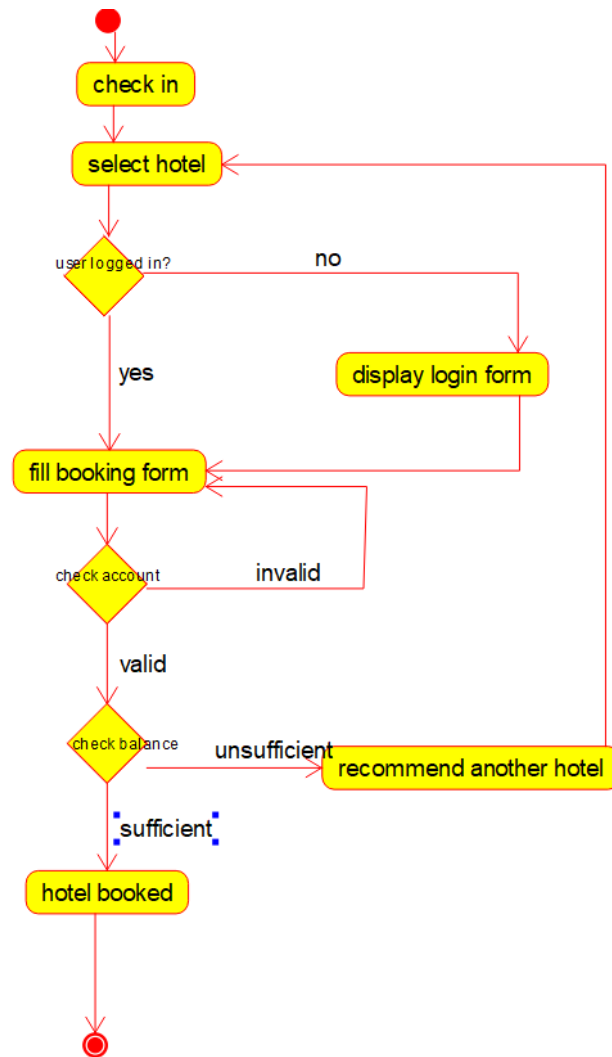 check in
select hotel
user logged in?
no
yes
display login form
fill booking form
check account
invalid
valid
check balance
unsufficient
recommend another hotel
sufficient
hotel booked